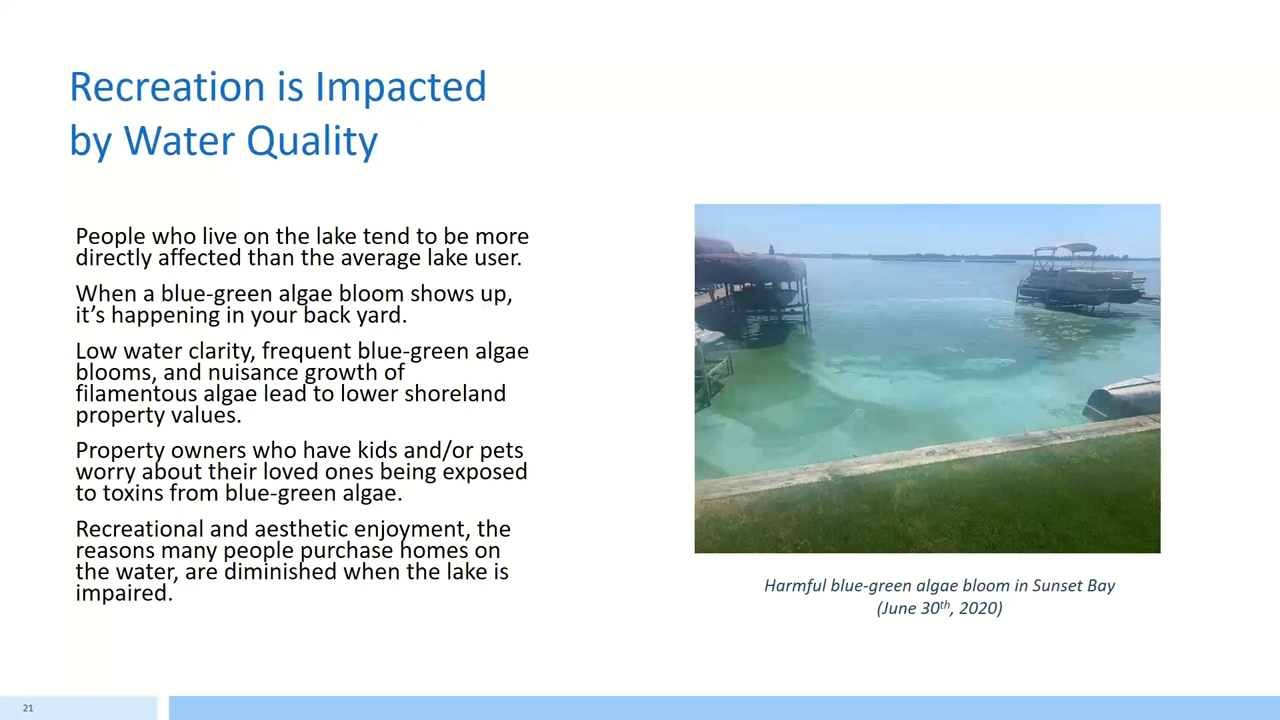 Recreation is Impacted
by Water Quality
People who live on the lake tend to be more
directly affected than the average lake user.
When a blue-green algae bloom shows up,
it’s happening in your back yard.
Low water clarity, frequent blue-green algae
blooms, and nuisance growth of
filamentous algae lead to lower shoreland
property values.
Property owners who have kids and/or pets
worry about their loved ones being exposed
to toxins from blue-green algae.
Recreational and aesthetic enjoyment, the
reasons many people purchase homes on
the water, are diminished when the lake is
impaired.
Harmful blue-green algae bloom in Sunset Bay
(June 30th, 2020)
21